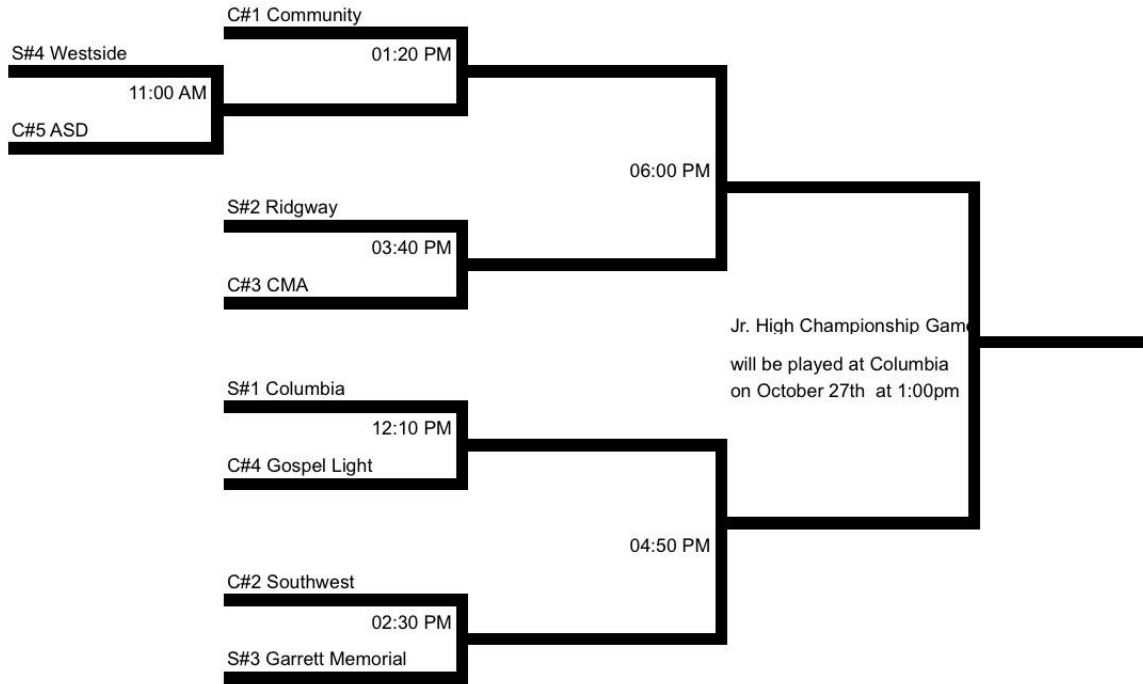 C#1 Community
S#4 Westside
01:20 PM
11:00 AM
C#5 ASD
06:00 PM
S#2 Ridgway
03:40 PM
C#3 CMA
Jr. High Championship Game
will be played at Columbia
on October 27th at 1:00pm
S#1 Columbia
12:10 PM
C#4 Gospel Light
04:50 PM
C#2 Southwest
02:30 PM
S#3 Garrett Memorial